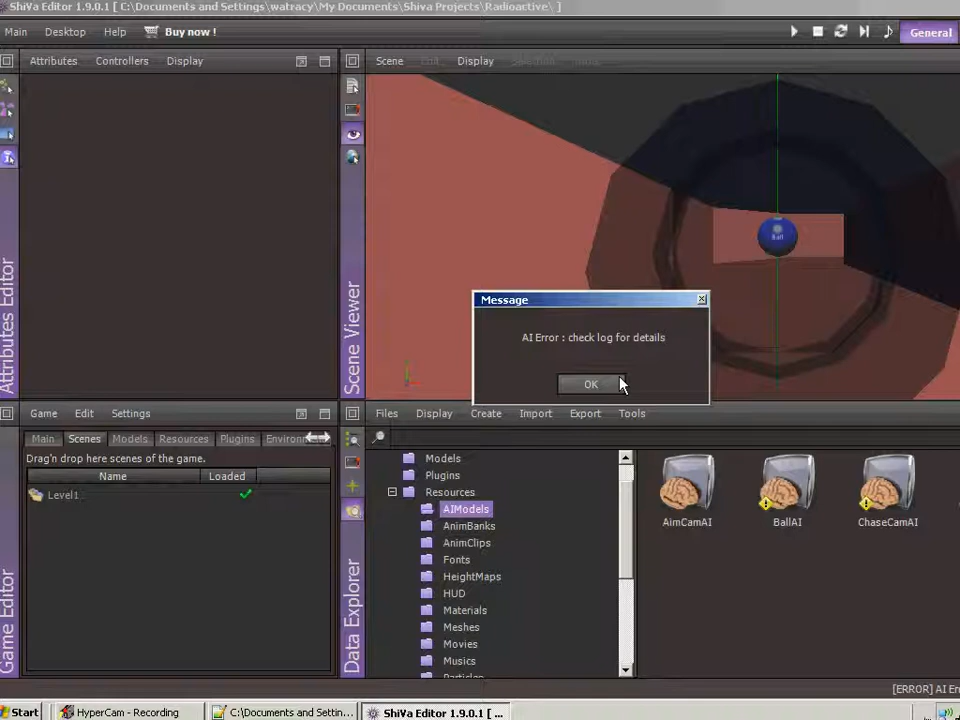 ShiVa Editor 1.9.0.1 [ C:\Documents and Settings\watracy\My Documents\Shiva Projects\Radioactive\ ]
Main Desktop Help Buy now ! General
Attributes Controllers Display
Scene Display
Attributes Editor
Scene Viewer
Ball
Message
AI Error : check log for details
OK
Game Edit Settings
Files Display Create Import Export Tools
Main Scenes Models Resources Plugins Environm
Drag'n drop here scenes of the game.
Name Loaded
Level1
Game Editor
Data Explorer
Models
Plugins
Resources
AIModels
AnimBanks
AnimClips
Fonts
HeightMaps
HUD
Materials
Meshes
Movies
Musics
Particles
AimCamAI
BallAI
ChaseCamAI
[ERROR] AI Er
Start HyperCam - Recording C:\Documents and Settin... ShiVa Editor 1.9.0.1 [ ...